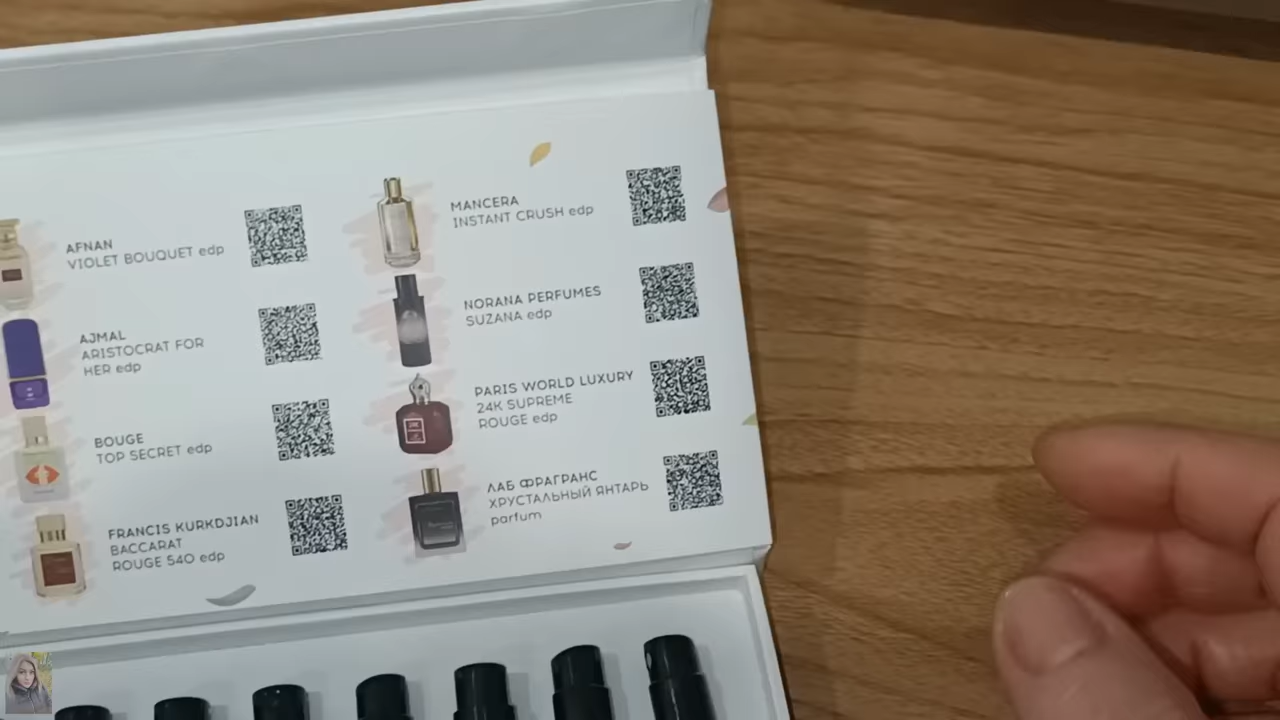 AFNAN
VIOLET BOUQUET edp
AJMAL
ARISTOCRAT FOR
HER edp
BOUGE
TOP SECRET edp
FRANCIS KURKDJIAN
BACCARAT
ROUGE 540 edp
MANCERA
INSTANT CRUSH edp
NORANA PERFUMES
SUZANA edp
PARIS WORLD LUXURY
24K SUPREME
ROUGE edp
ЛАБ ФРАГРАНС
ХРУСТАЛЬНЫЙ ЯНТАРЬ
parfum